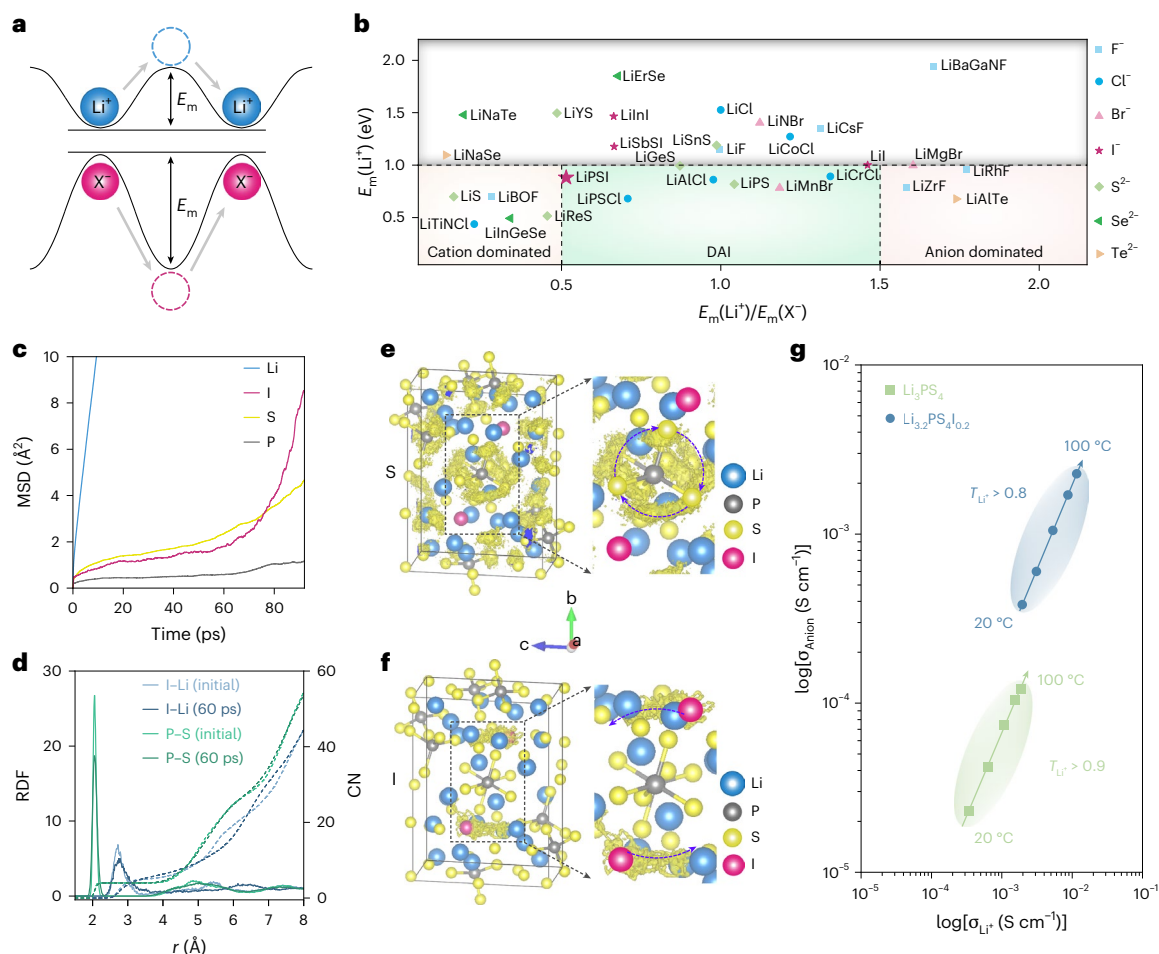 a
Li⁺
Li⁺
Eₘ
X⁻
X⁻
Eₘ
b
Eₘ(Li⁺) (eV)
2.0
1.5
1.0
0.5
LiErSe
LiBaGaNF
LiNaTe
LiYS
LiInI
LiCl
LiNBr
LiCsF
LiSbSI
LiSnS
LiCoCl
LiNaSe
LiGeS
LiF
LiI
LiMgBr
LiPSI
LiAlCl
LiCrCl
LiRhF
LiS
LiBOF
LiPSCl
LiPS
LiMnBr
LiZrF
LiAlTe
LiTiNCl
LiReS
LiInGeSe
Cation dominated
DAI
Anion dominated
0.5
1.0
1.5
2.0
Eₘ(Li⁺)/Eₘ(X⁻)
F⁻
Cl⁻
Br⁻
I⁻
S²⁻
Se²⁻
Te²⁻
c
MSD (Å²)
10
8
6
4
2
0
Li
I
S
P
0 20 40 60 80
Time (ps)
d
RDF
30
20
10
0
I–Li (initial)
I–Li (60 ps)
P–S (initial)
P–S (60 ps)
60
50
40
30
20
10
0
CN
2 3 4 5 6 7 8
r (Å)
e
S
Li
P
S
I
b
c
a
f
I
Li
P
S
I
g
log[σ_Anion (S cm⁻¹)]
10⁻²
10⁻³
10⁻⁴
10⁻⁵
Li₃PS₄
Li₃.₂PS₄I₀.₂
100 °C
T_Li⁺ > 0.8
20 °C
100 °C
T_Li⁺ > 0.9
20 °C
10⁻⁵ 10⁻⁴ 10⁻³ 10⁻² 10⁻¹
log[σ_Li⁺ (S cm⁻¹)]